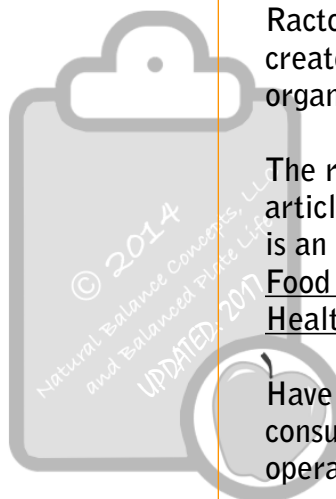 Racto
create
organ
The r
articl
is an
Food
Healt
Have
consu
opera
© 2014
Natural Balance Concepts, LLC
and Balanced Plate Life
UPDATED: 2017